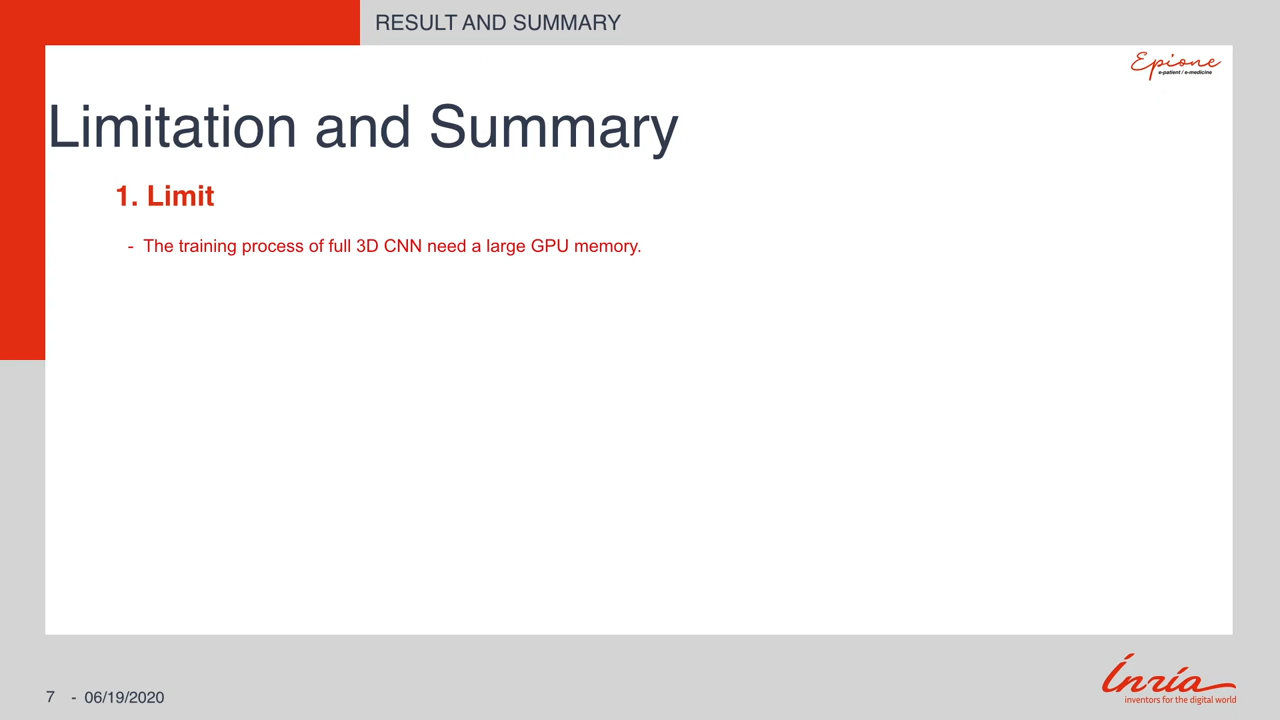 RESULT AND SUMMARY
Epione
e-patient / e-medicine
Limitation and Summary
1. Limit
- The training process of full 3D CNN need a large GPU memory.
7 - 06/19/2020
Inria
inventors for the digital world